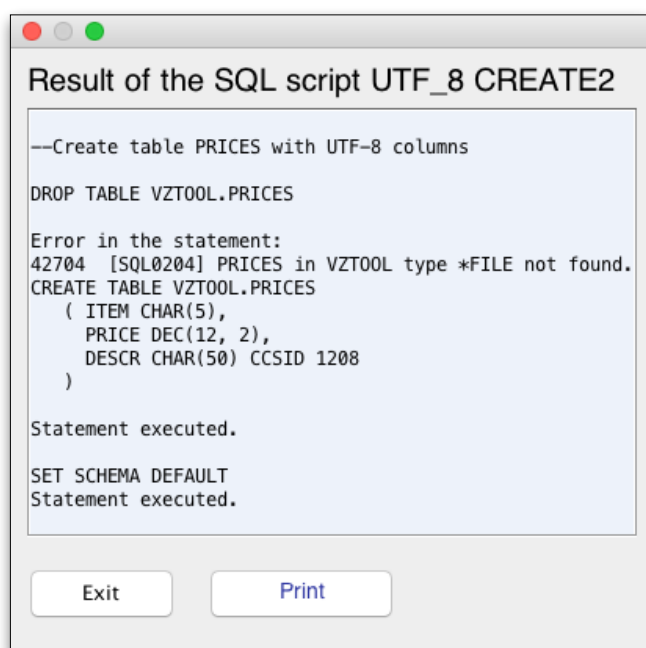 Result of the SQL script UTF_8 CREATE2
--Create table PRICES with UTF-8 columns
DROP TABLE VZTOOL.PRICES
Error in the statement:
42704  [SQL0204] PRICES in VZTOOL type *FILE not found.
CREATE TABLE VZTOOL.PRICES
( ITEM CHAR(5),
PRICE DEC(12, 2),
DESCR CHAR(50) CCSID 1208
)
Statement executed.
SET SCHEMA DEFAULT
Statement executed.
Exit
Print